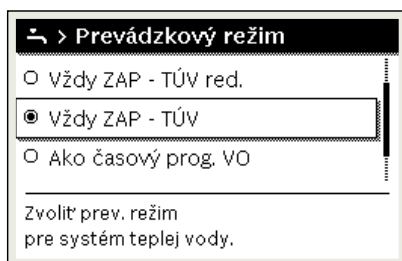 > Prevádzkový režim
Vždy ZAP - TÚV red.
Vždy ZAP - TÚV
Ako časový prog. VO
Zvoliť prev. režim
pre systém teplej vody.